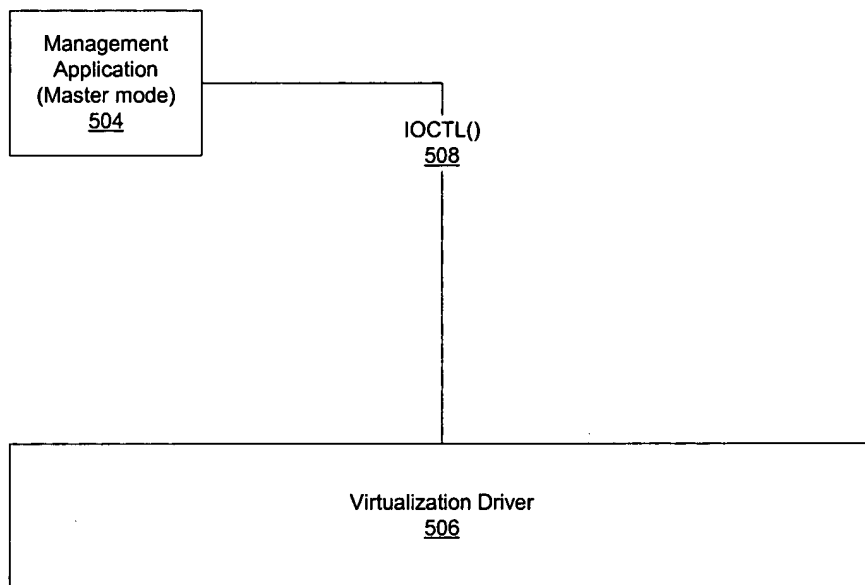 Management
Application
(Master mode)
504
IOCTL()
508
Virtualization Driver
506